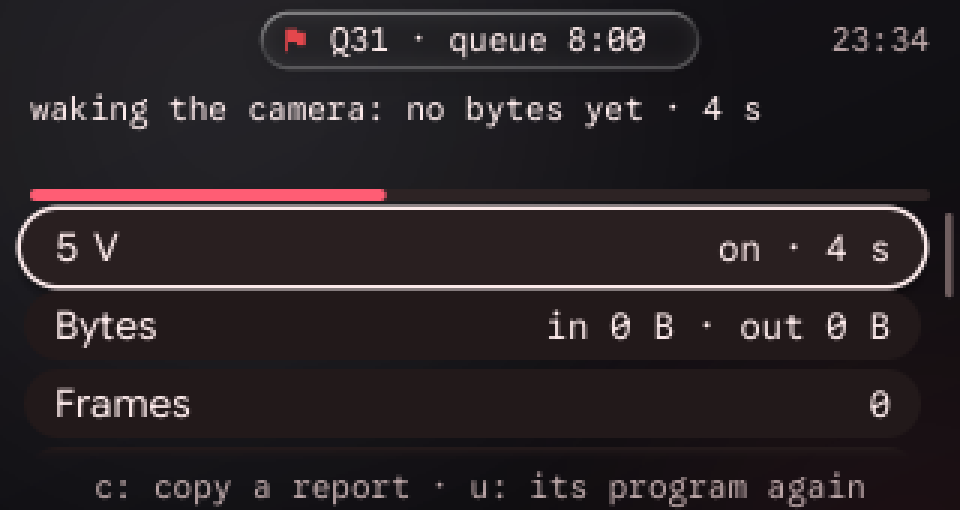 Q31 · queue 8:00
23:34
waking the camera: no bytes yet · 4 s
5 V on · 4 s
Bytes in 0 B · out 0 B
Frames 0
c: copy a report · u: its program again